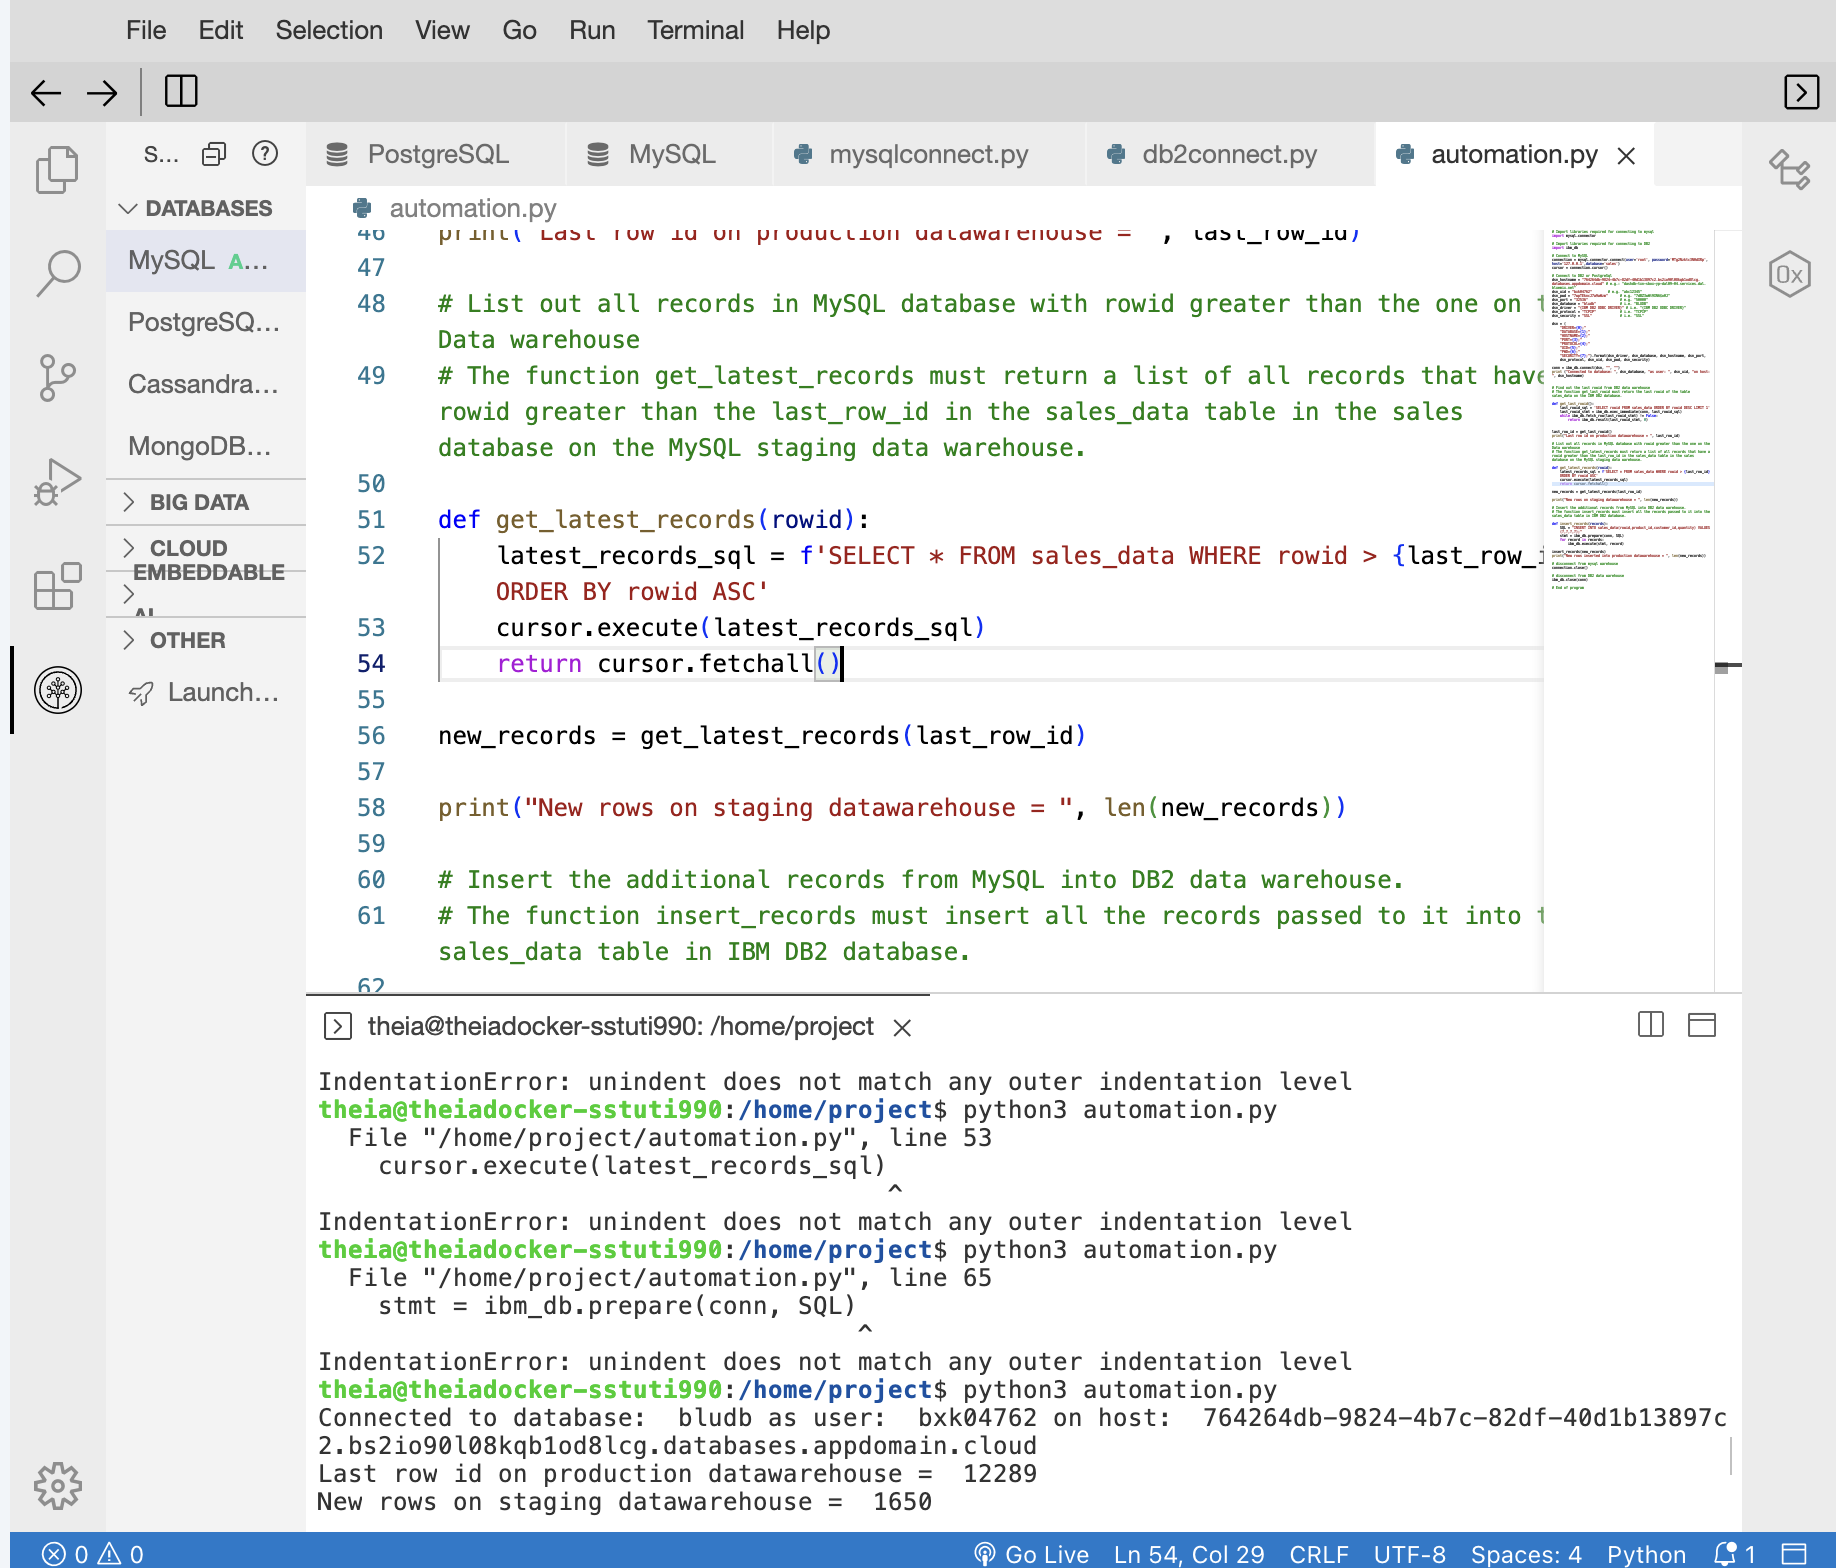 File Edit Selection View Go Run Terminal Help
S...
DATABASES
MySQL A...
PostgreSQ...
Cassandra...
MongoDB...
BIG DATA
CLOUD
EMBEDDABLE
AI
OTHER
Launch...
PostgreSQL MySQL mysqlconnect.py db2connect.py automation.py
automation.py
46 print("Last row id on production datawarehouse = ", last_row_id)
47
48 # List out all records in MySQL database with rowid greater than the one on t
Data warehouse
49 # The function get_latest_records must return a list of all records that have
rowid greater than the last_row_id in the sales_data table in the sales
database on the MySQL staging data warehouse.
50
51 def get_latest_records(rowid):
52 latest_records_sql = f'SELECT * FROM sales_data WHERE rowid > {last_row_i
ORDER BY rowid ASC'
53 cursor.execute(latest_records_sql)
54 return cursor.fetchall()
55
56 new_records = get_latest_records(last_row_id)
57
58 print("New rows on staging datawarehouse = ", len(new_records))
59
60 # Insert the additional records from MySQL into DB2 data warehouse.
61 # The function insert_records must insert all the records passed to it into t
sales_data table in IBM DB2 database.
62
theia@theiadocker-sstuti990: /home/project
IndentationError: unindent does not match any outer indentation level
theia@theiadocker-sstuti990:/home/project$ python3 automation.py
File "/home/project/automation.py", line 53
cursor.execute(latest_records_sql)
^
IndentationError: unindent does not match any outer indentation level
theia@theiadocker-sstuti990:/home/project$ python3 automation.py
File "/home/project/automation.py", line 65
stmt = ibm_db.prepare(conn, SQL)
^
IndentationError: unindent does not match any outer indentation level
theia@theiadocker-sstuti990:/home/project$ python3 automation.py
Connected to database:  bludb as user:  bxk04762 on host:  764264db-9824-4b7c-82df-40d1b13897c
2.bs2io90l08kqb1od8lcg.databases.appdomain.cloud
Last row id on production datawarehouse =  12289
New rows on staging datawarehouse =  1650
0 0 Go Live Ln 54, Col 29 CRLF UTF-8 Spaces: 4 Python 1
0x